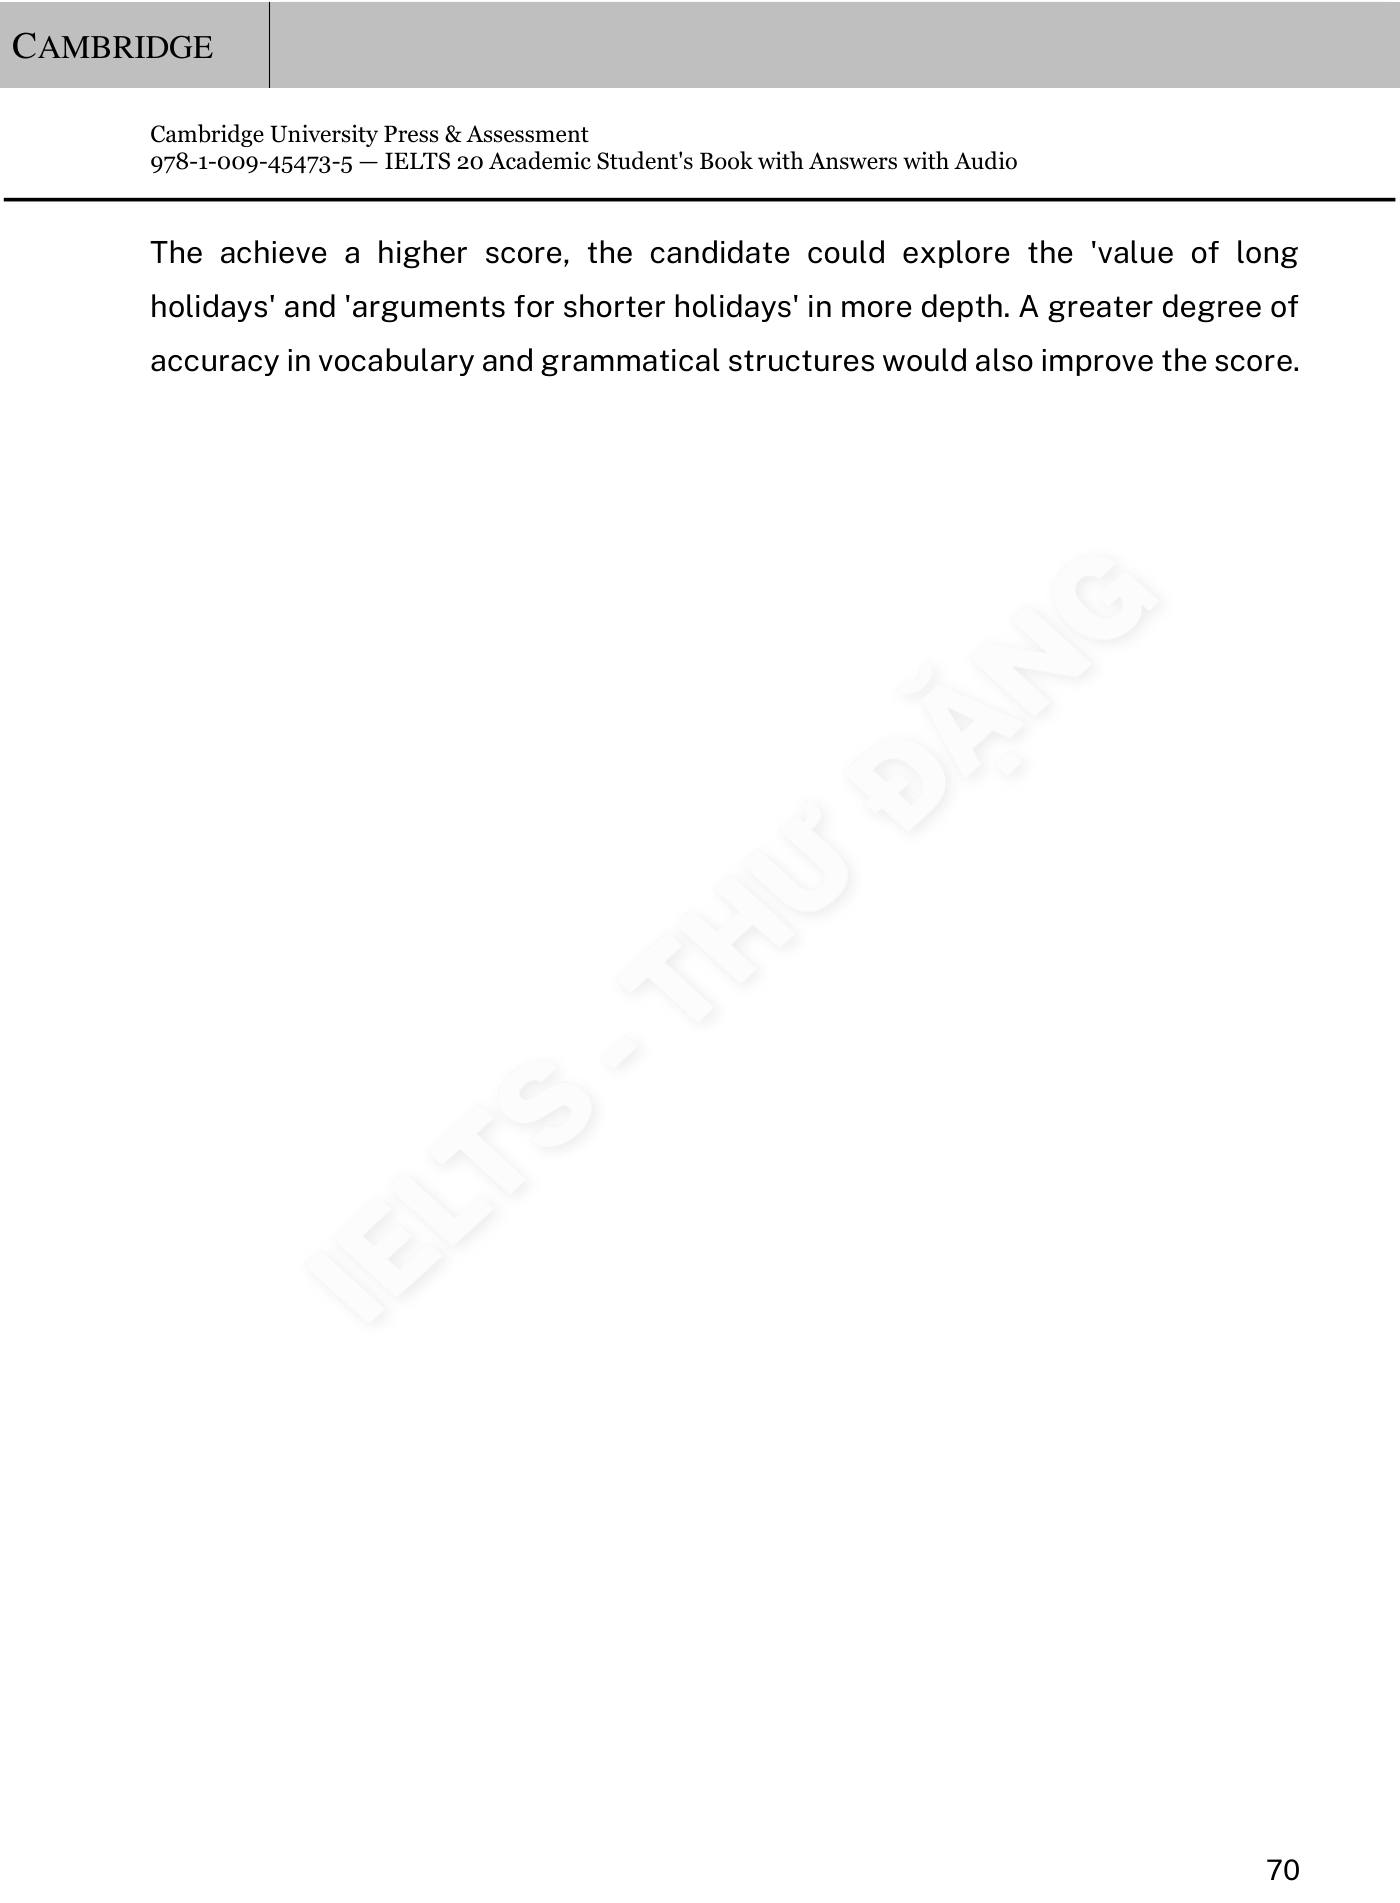 CAMBRIDGE
Cambridge University Press & Assessment
978-1-009-45473-5 — IELTS 20 Academic Student's Book with Answers with Audio
The achieve a higher score, the candidate could explore the 'value of long
holidays' and 'arguments for shorter holidays' in more depth. A greater degree of
accuracy in vocabulary and grammatical structures would also improve the score.
IELTS - THƯ ĐẶNG
70